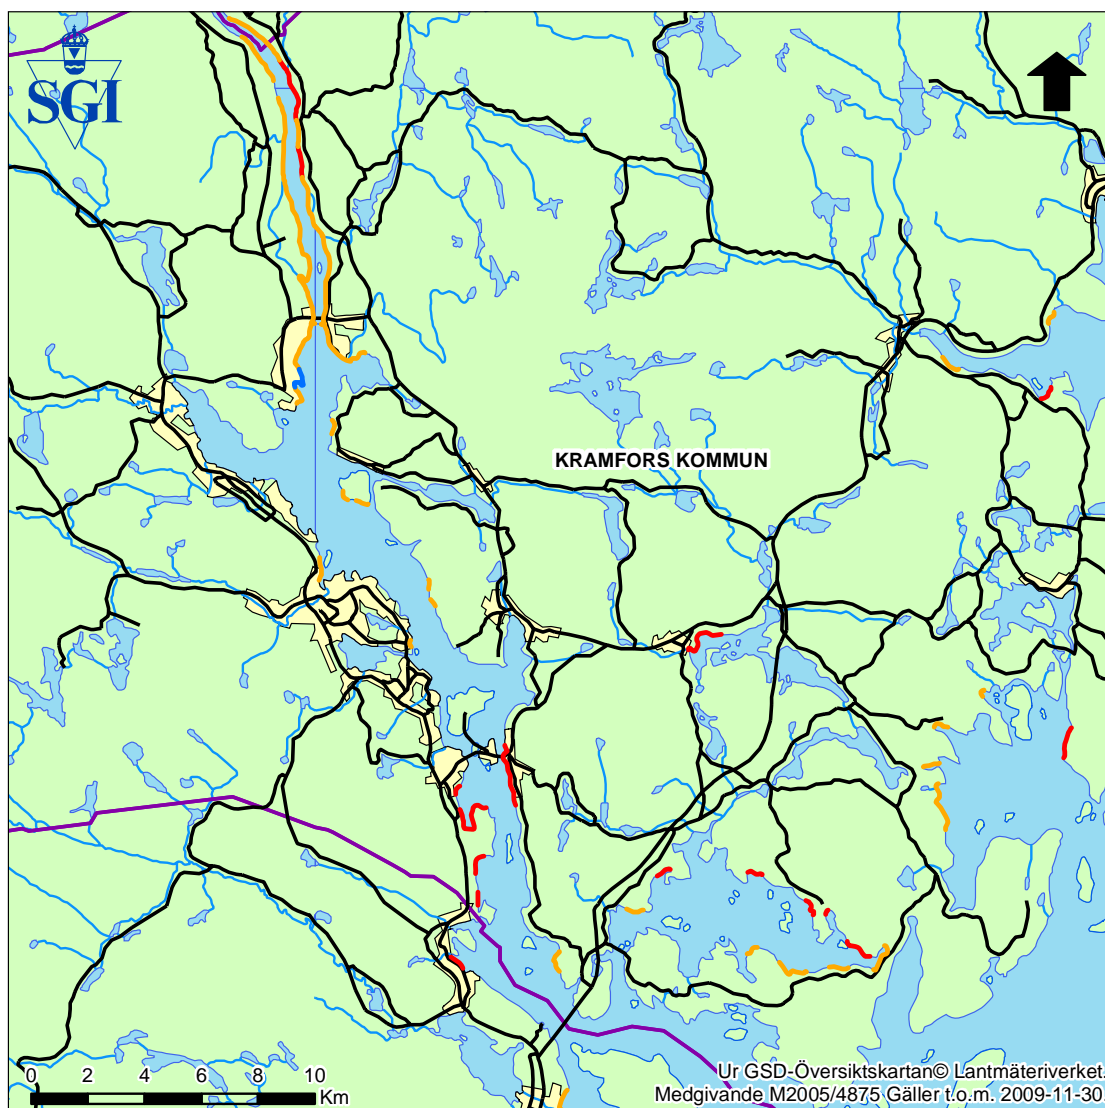 SGI
KRAMFORS KOMMUN
0 2 4 6 8 10
Km
Ur GSD-Översiktskartan© Lantmäteriverket.
Medgivande M2005/4875 Gäller t.o.m. 2009-11-30.